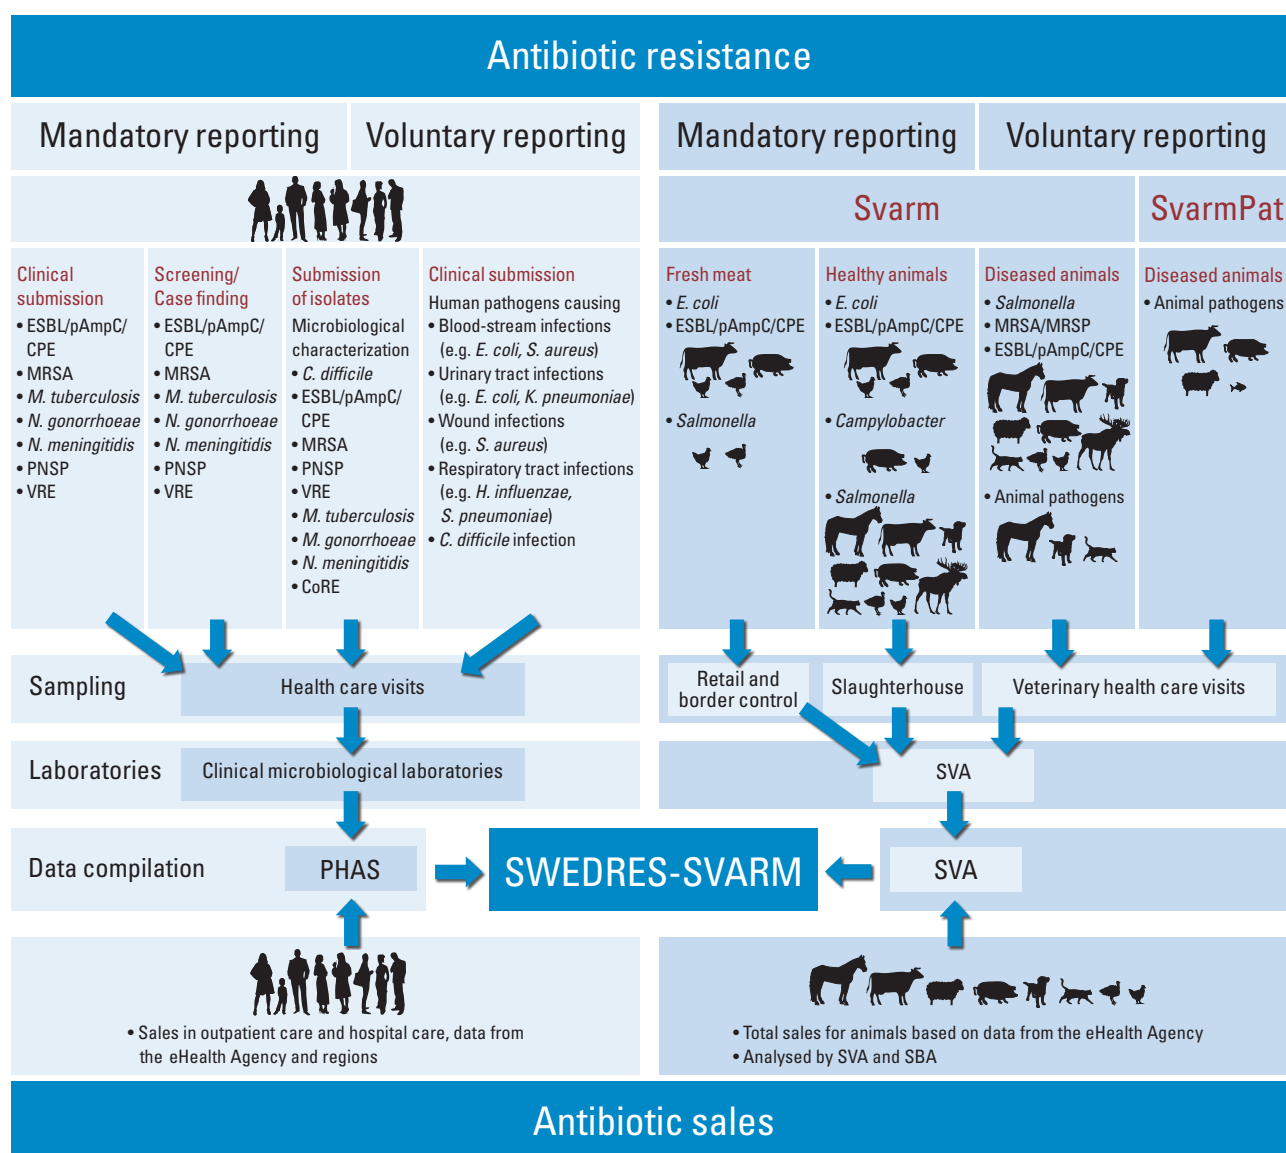 Antibiotic resistance
Mandatory reporting
Voluntary reporting
Mandatory reporting
Voluntary reporting
Svarm
SvarmPat
Clinical
submission
• ESBL/pAmpC/
CPE
• MRSA
• M. tuberculosis
• N. gonorrhoeae
• N. meningitidis
• PNSP
• VRE
Screening/
Case finding
• ESBL/pAmpC/
CPE
• MRSA
• M. tuberculosis
• N. gonorrhoeae
• N. meningitidis
• PNSP
• VRE
Submission
of isolates
Microbiological
characterization
• C. difficile
• ESBL/pAmpC/
CPE
• MRSA
• PNSP
• VRE
• M. tuberculosis
• M. gonorrhoeae
• N. meningitidis
• CoRE
Clinical submission
Human pathogens causing
• Blood-stream infections
(e.g. E. coli, S. aureus)
• Urinary tract infections
(e.g. E. coli, K. pneumoniae)
• Wound infections
(e.g. S. aureus)
• Respiratory tract infections
(e.g. H. influenzae,
S. pneumoniae)
• C. difficile infection
Fresh meat
• E. coli
• ESBL/pAmpC/CPE
• Salmonella
Healthy animals
• E. coli
• ESBL/pAmpC/CPE
• Campylobacter
• Salmonella
Diseased animals
• Salmonella
• MRSA/MRSP
• ESBL/pAmpC/CPE
• Animal pathogens
Diseased animals
• Animal pathogens
Sampling
Health care visits
Retail and
border control
Slaughterhouse
Veterinary health care visits
Laboratories
Clinical microbiological laboratories
SVA
Data compilation
PHAS
SWEDRES-SVARM
SVA
• Sales in outpatient care and hospital care, data from
the eHealth Agency and regions
• Total sales for animals based on data from the eHealth Agency
• Analysed by SVA and SBA
Antibiotic sales